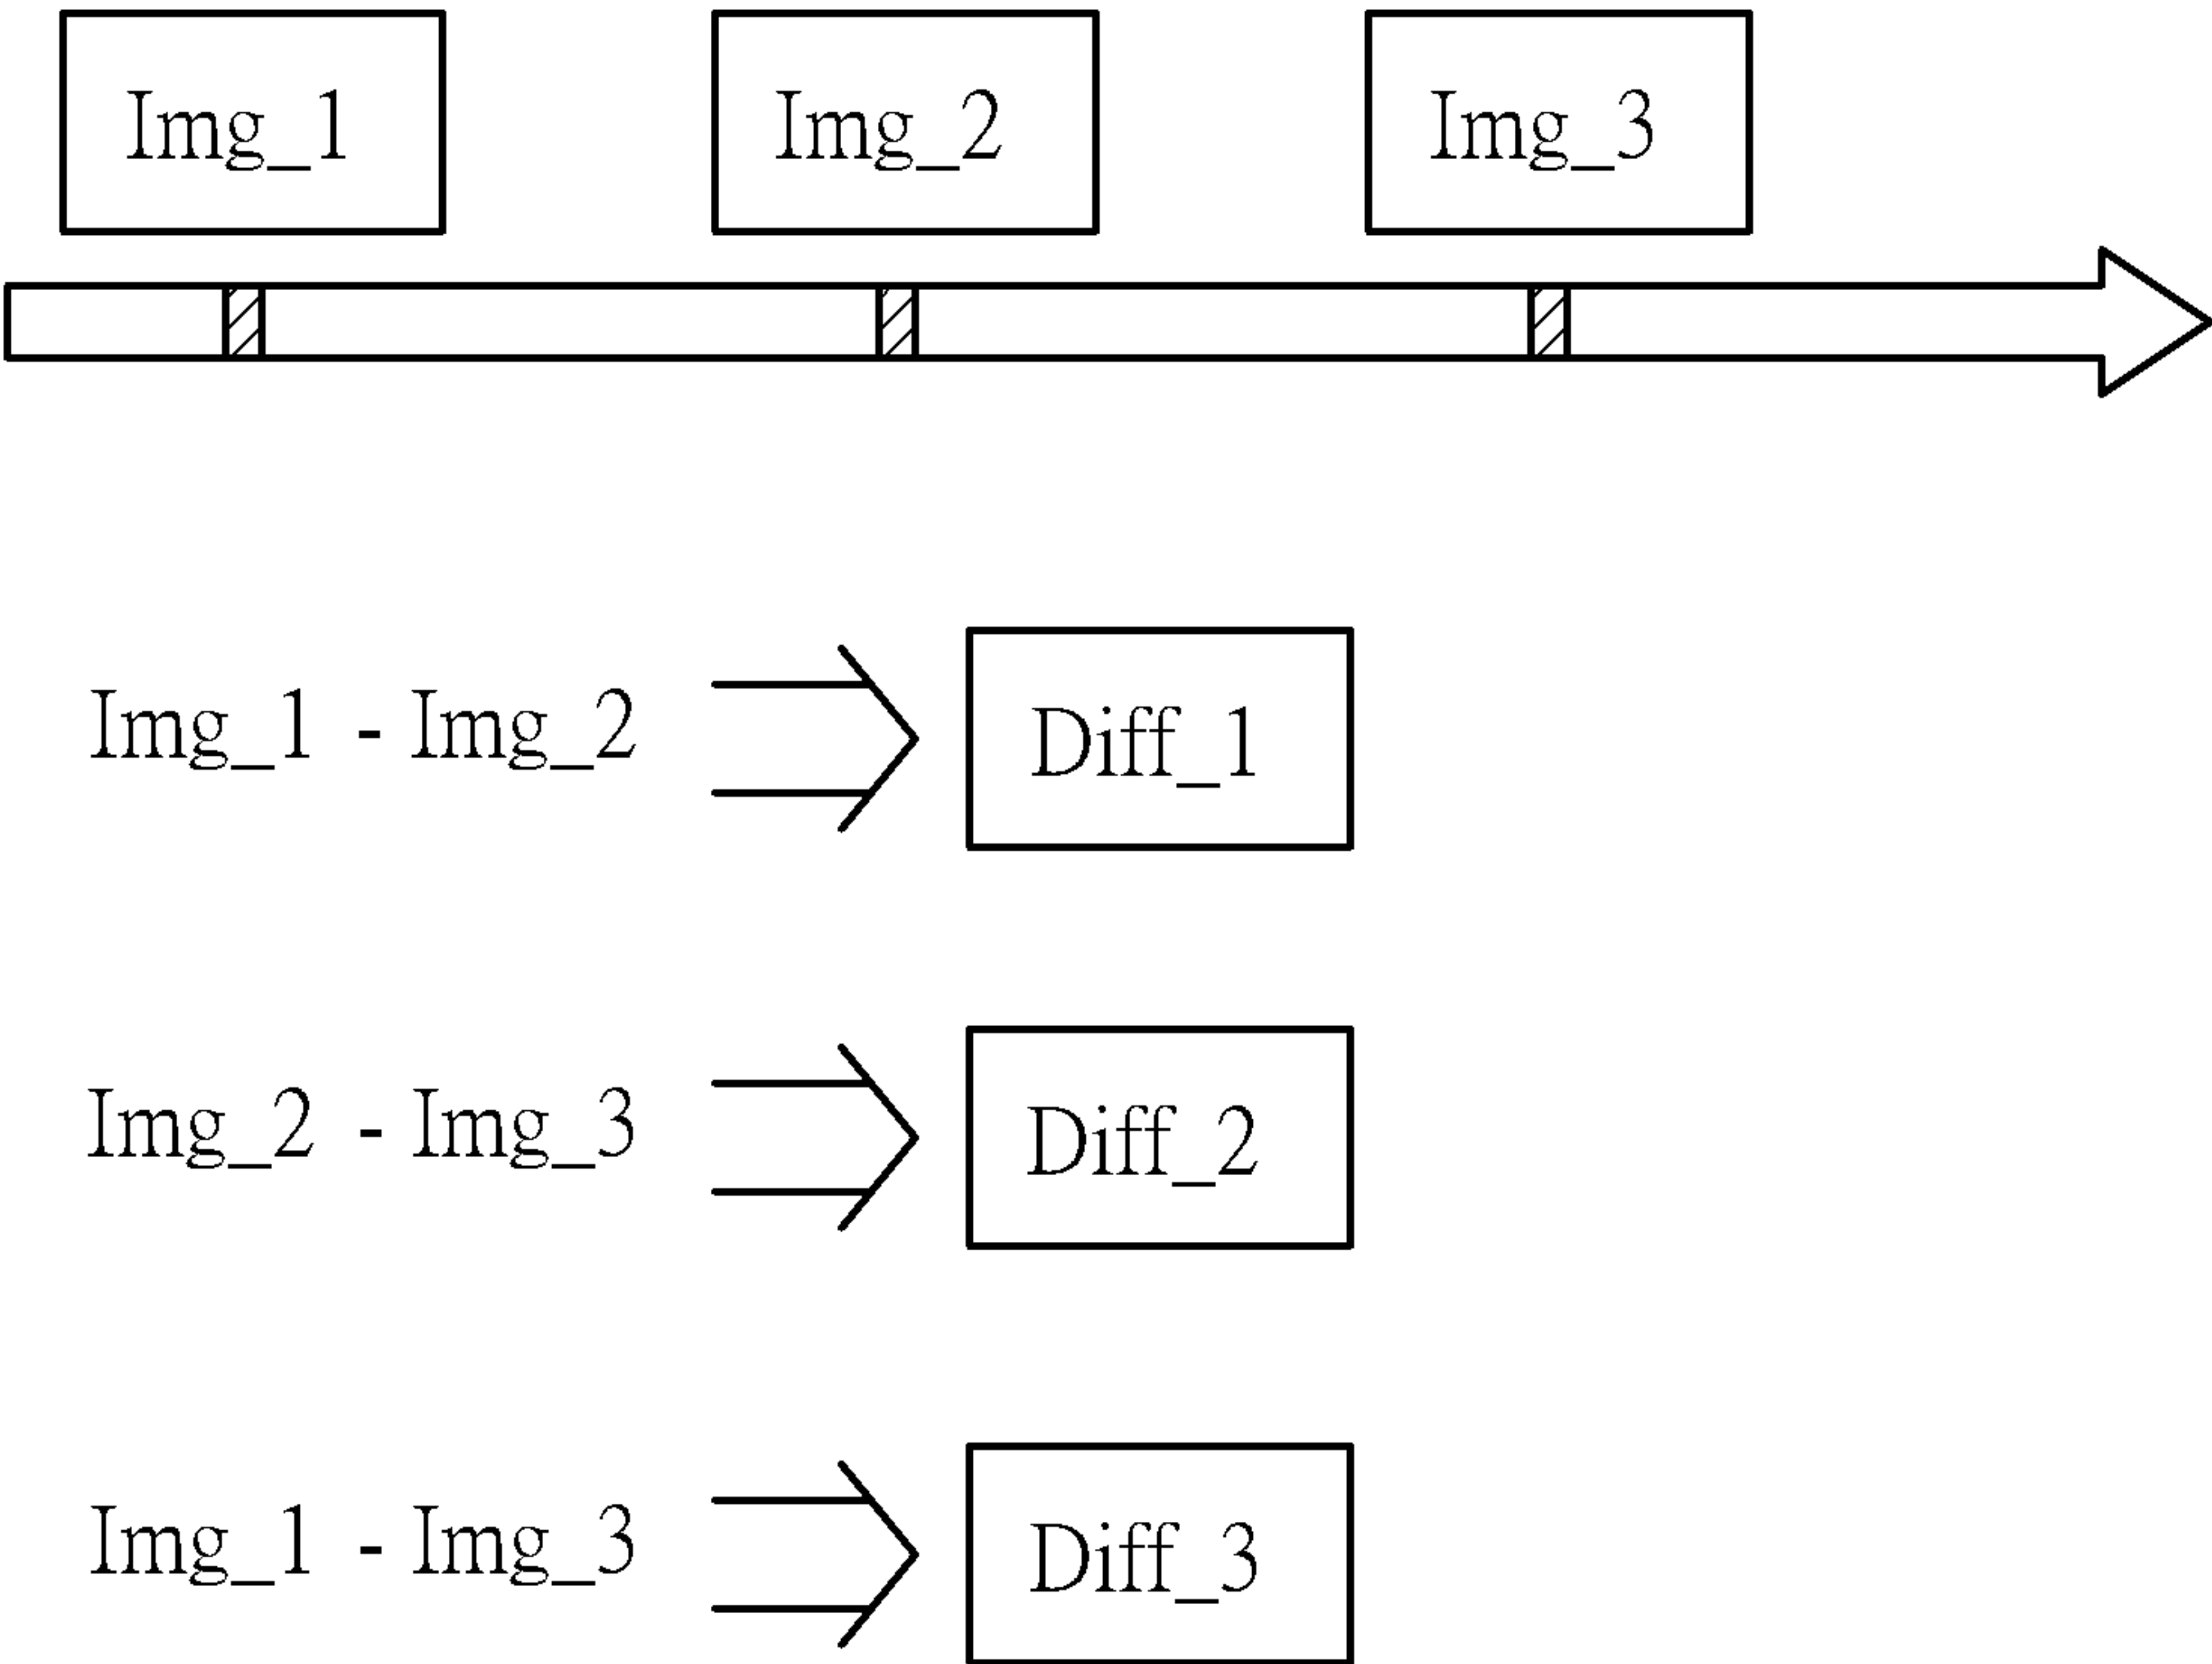 Img_1 Img_2 Img_3
Img_1 - Img_2 Diff_1
Img_2 - Img_3 Diff_2
Img_1 - Img_3 Diff_3